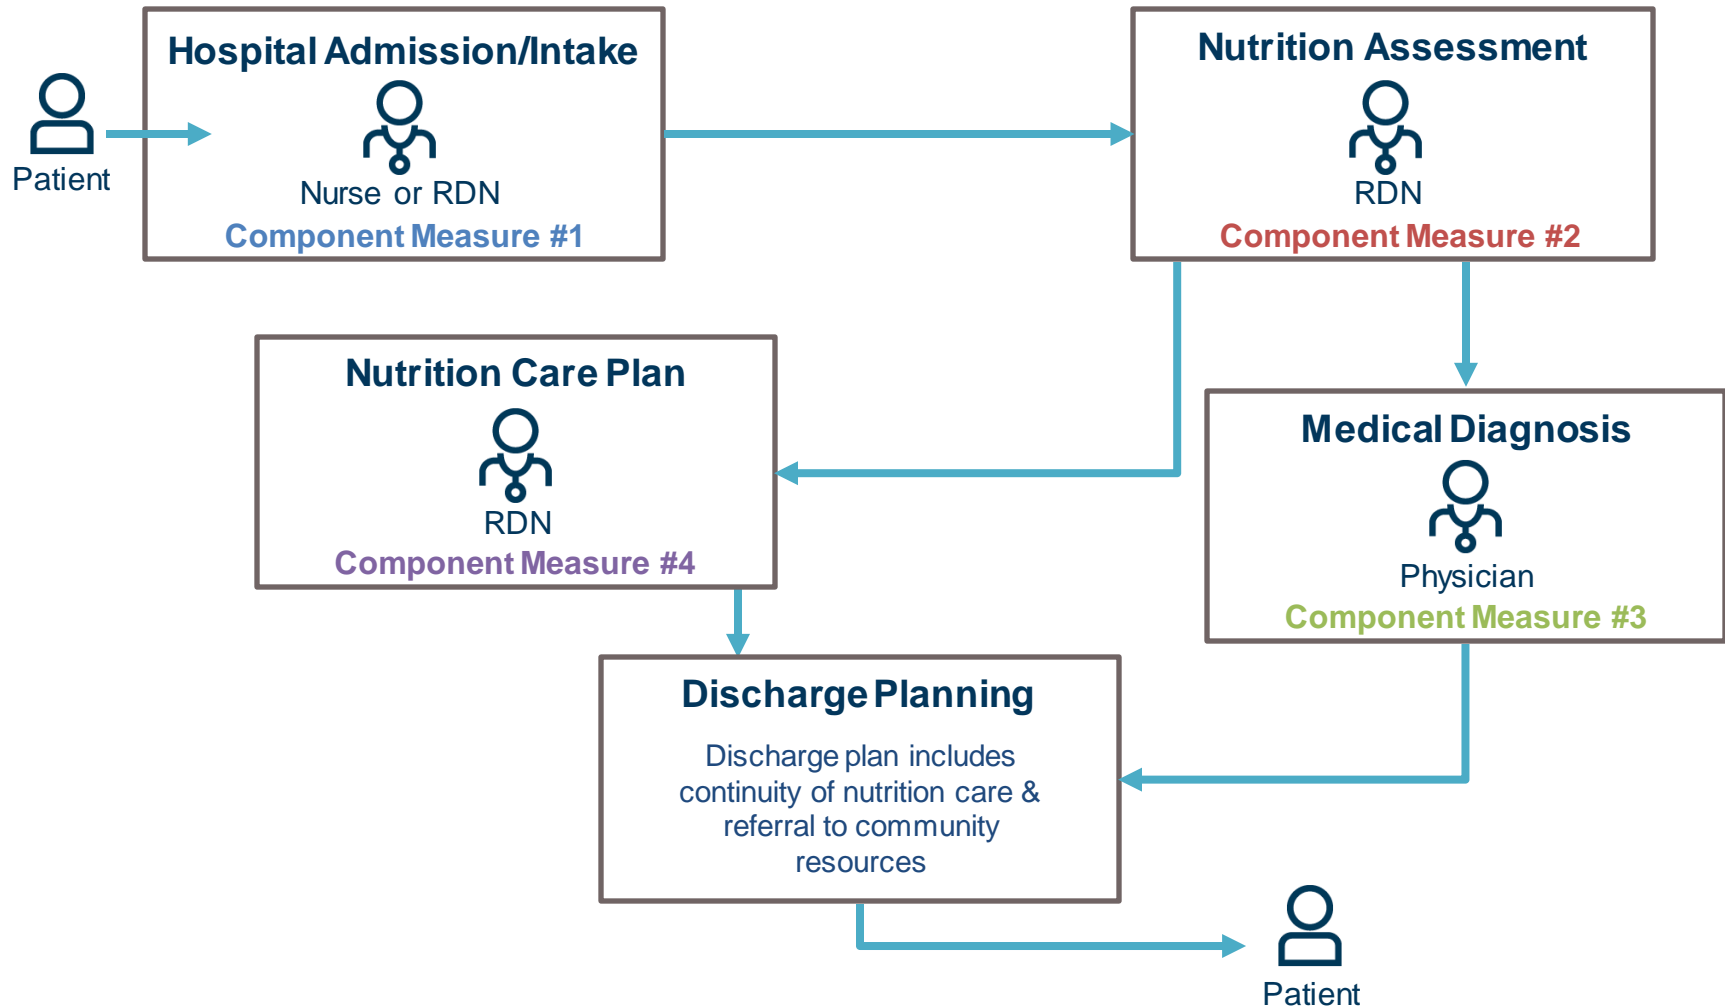 Patient
Hospital Admission/Intake
Nurse or RDN
Component Measure #1
Nutrition Assessment
RDN
Component Measure #2
Nutrition Care Plan
RDN
Component Measure #4
Medical Diagnosis
Physician
Component Measure #3
Discharge Planning
Discharge plan includes
continuity of nutrition care &
referral to community
resources
Patient